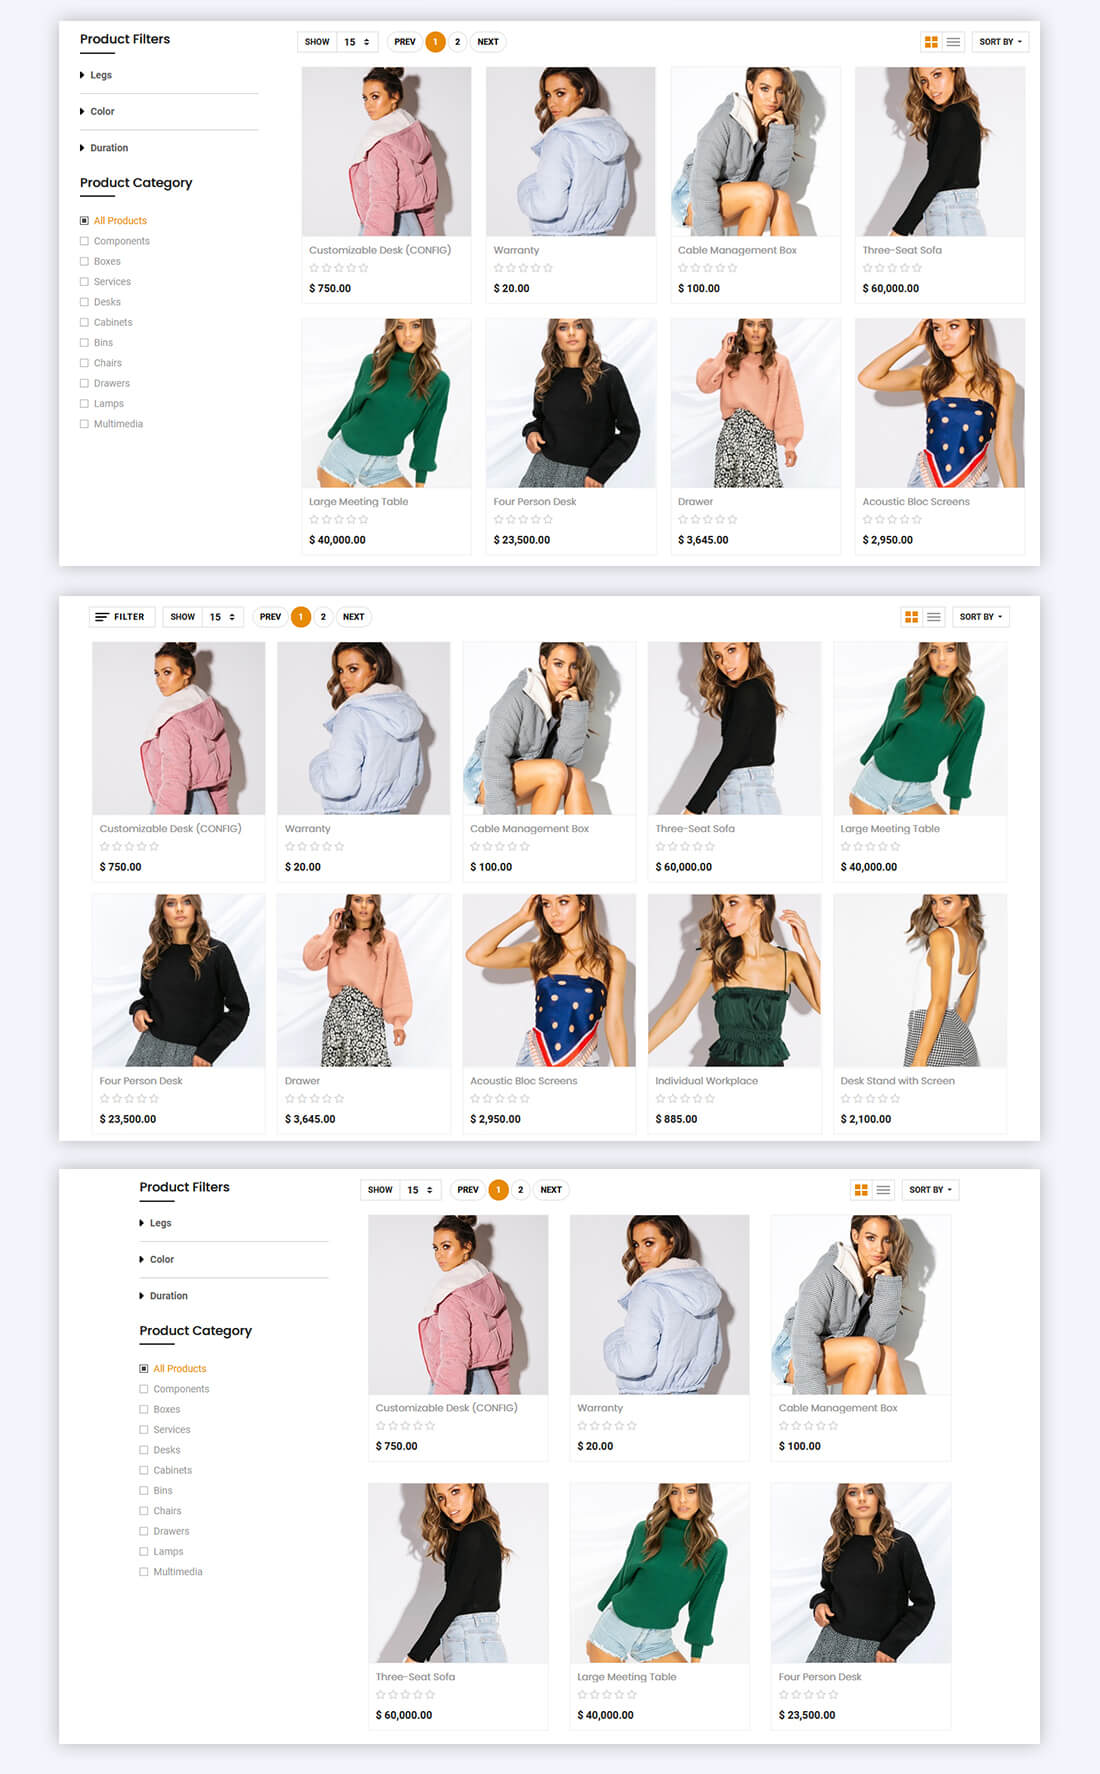 Product Filters
SHOW 15 PREV 1 2 NEXT SORT BY
Legs
Color
Duration
Product Category
All Products
Components
Boxes
Services
Desks
Cabinets
Bins
Chairs
Drawers
Lamps
Multimedia
Customizable Desk (CONFIG) Warranty Cable Management Box Three-Seat Sofa
$ 750.00 $ 20.00 $ 100.00 $ 60,000.00
Large Meeting Table Four Person Desk Drawer Acoustic Bloc Screens
$ 40,000.00 $ 23,500.00 $ 3,645.00 $ 2,950.00
FILTER SHOW 15 PREV 1 2 NEXT SORT BY
Customizable Desk (CONFIG) Warranty Cable Management Box Three-Seat Sofa Large Meeting Table
$ 750.00 $ 20.00 $ 100.00 $ 60,000.00 $ 40,000.00
Four Person Desk Drawer Acoustic Bloc Screens Individual Workplace Desk Stand with Screen
$ 23,500.00 $ 3,645.00 $ 2,950.00 $ 885.00 $ 2,100.00
Product Filters
SHOW 15 PREV 1 2 NEXT SORT BY
Legs
Color
Duration
Product Category
All Products
Components
Boxes
Services
Desks
Cabinets
Bins
Chairs
Drawers
Lamps
Multimedia
Customizable Desk (CONFIG) Warranty Cable Management Box
$ 750.00 $ 20.00 $ 100.00
Three-Seat Sofa Large Meeting Table Four Person Desk
$ 60,000.00 $ 40,000.00 $ 23,500.00